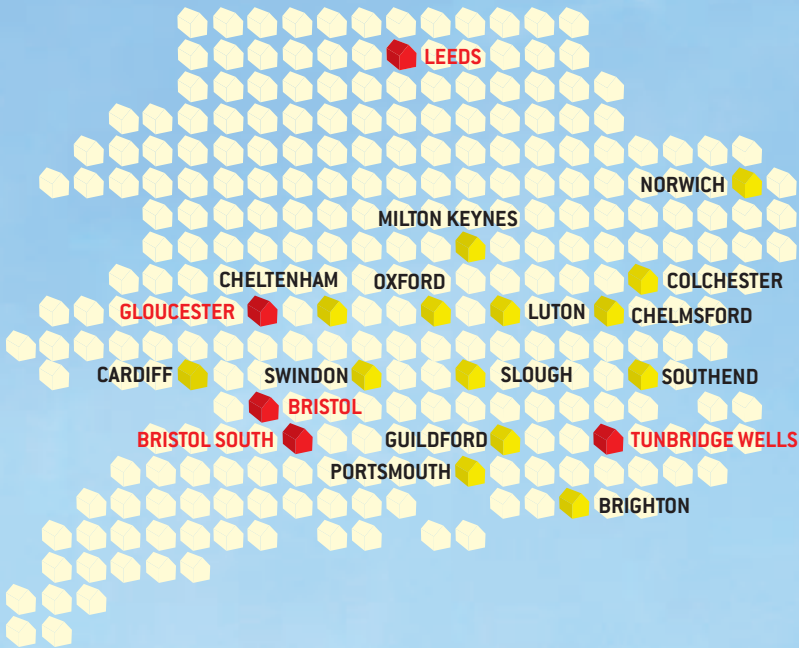 LEEDS
NORWICH
MILTON KEYNES
CHELTENHAM
OXFORD
COLCHESTER
GLOUCESTER
LUTON
CHELMSFORD
CARDIFF
SWINDON
SLOUGH
SOUTHEND
BRISTOL
BRISTOL SOUTH
GUILDFORD
TUNBRIDGE WELLS
PORTSMOUTH
BRIGHTON